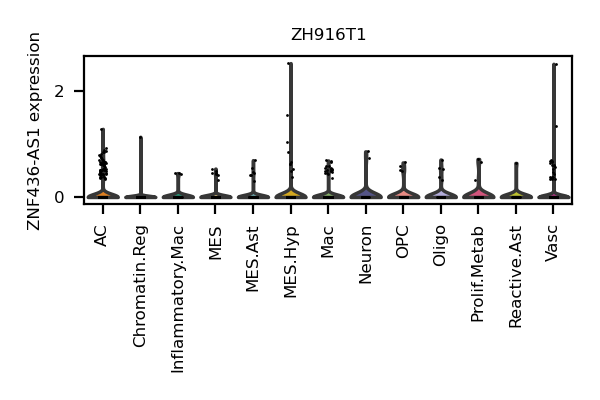 ZH916T1
ZNF436-AS1 expression
2
0
AC
Chromatin.Reg
Inflammatory.Mac
MES
MES.Ast
MES.Hyp
Mac
Neuron
OPC
Oligo
Prolif.Metab
Reactive.Ast
Vasc